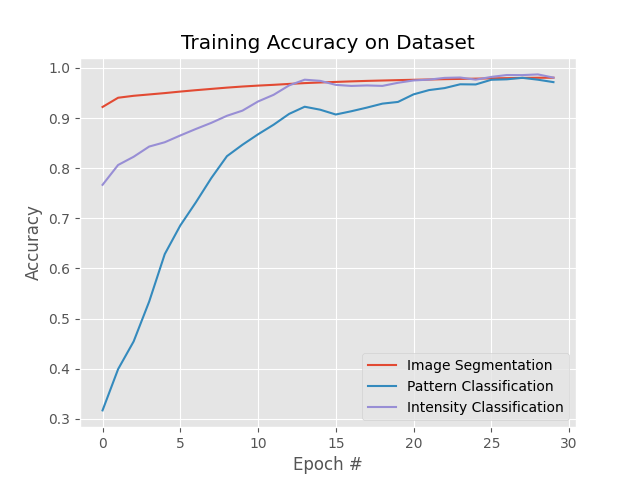 Training Accuracy on Dataset
1.0
0.9
0.8
0.7
0.6
0.5
0.4
0.3
Accuracy
Image Segmentation
Pattern Classification
Intensity Classification
0 5 10 15 20 25 30
Epoch #